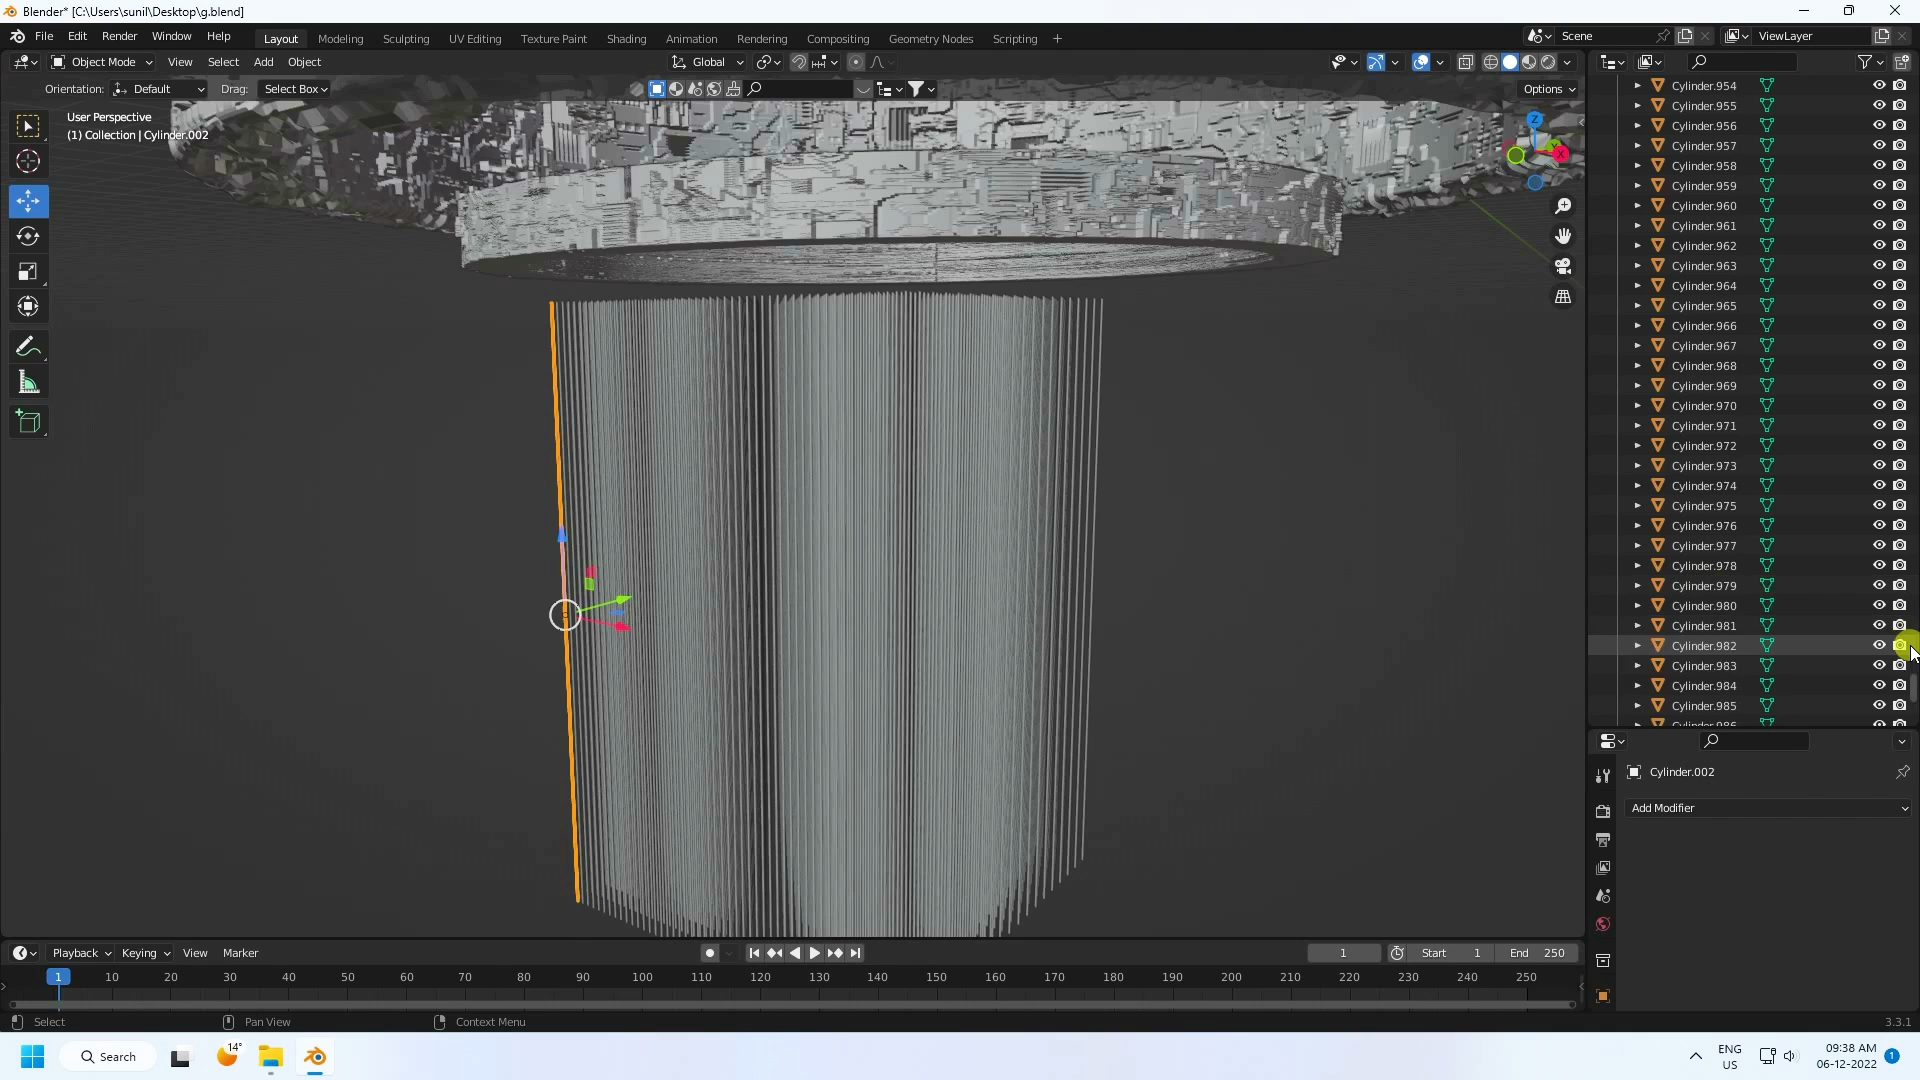 Blender* [C:\Users\sunil\Desktop\g.blend]
File Edit Render Window Help
Layout Modeling Sculpting UV Editing Texture Paint Shading Animation Rendering Compositing Geometry Nodes Scripting +
Scene
ViewLayer
Object Mode View Select Add Object
Global
Orientation: Default Drag: Select Box
Options
User Perspective
(1) Collection | Cylinder.002
Z
X
Cylinder.954
Cylinder.955
Cylinder.956
Cylinder.957
Cylinder.958
Cylinder.959
Cylinder.960
Cylinder.961
Cylinder.962
Cylinder.963
Cylinder.964
Cylinder.965
Cylinder.966
Cylinder.967
Cylinder.968
Cylinder.969
Cylinder.970
Cylinder.971
Cylinder.972
Cylinder.973
Cylinder.974
Cylinder.975
Cylinder.976
Cylinder.977
Cylinder.978
Cylinder.979
Cylinder.980
Cylinder.981
Cylinder.982
Cylinder.983
Cylinder.984
Cylinder.985
Cylinder.986
Cylinder.002
Add Modifier
Playback Keying View Marker
1 Start 1 End 250
1 10 20 30 40 50 60 70 80 90 100 110 120 130 140 150 160 170 180 190 200 210 220 230 240 250
Select Pan View Context Menu
3.3.1
Search
14°
ENG
US
09:38 AM
06-12-2022
1